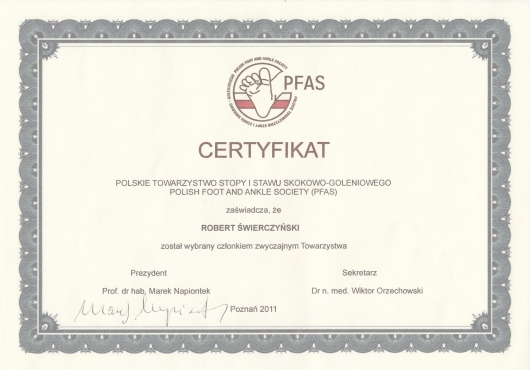 PFAS
CERTYFIKAT
POLSKIE TOWARZYSTWO STOPY I STAWU SKOKOWO-GOLENIOWEGO
POLISH FOOT AND ANKLE SOCIETY (PFAS)
zaświadcza, że
ROBERT ŚWIERCZYŃSKI
został wybrany członkiem zwyczajnym Towarzystwa
Prezydent
Sekretarz
Prof. dr hab. Marek Napiontek
Dr n. med. Wiktor Orzechowski
Poznań 2011